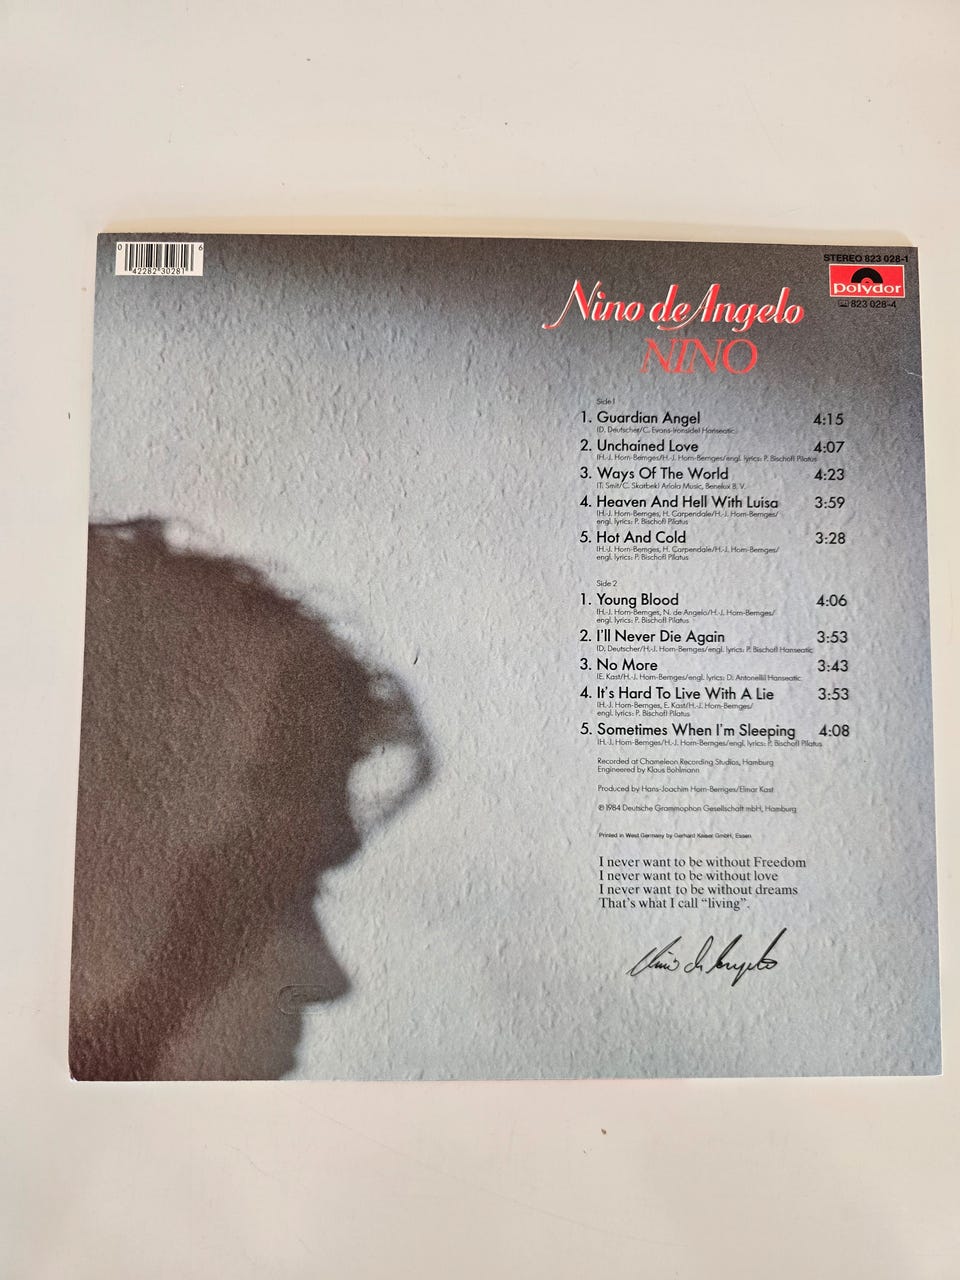 0 42282 30281 6
STEREO 823 028-1
polydor
823 028-4
Nino de Angelo
NINO
Side 1
1. Guardian Angel 4:15
(D. Deutscher/C. Evans-Ironside) Hanseatic
2. Unchained Love 4:07
(H.-J. Horn-Bernges/H.-J. Horn-Bernges/engl. lyrics: P. Bischof) Pilatus
3. Ways Of The World 4:23
(T. Smit/C. Skarbek) Ariola Music, Benelux B. V.
4. Heaven And Hell With Luisa 3:59
(H.-J. Horn-Bernges, H. Carpendale/H.-J. Horn-Bernges/
engl. lyrics: P. Bischof) Pilatus
5. Hot And Cold 3:28
(H.-J. Horn-Bernges, H. Carpendale/H.-J. Horn-Bernges/
engl. lyrics: P. Bischof) Pilatus
Side 2
1. Young Blood 4:06
(H.-J. Horn-Bernges, N. de Angelo/H.-J. Horn-Bernges/
engl. lyrics: P. Bischof) Pilatus
2. I'll Never Die Again 3:53
(D. Deutscher/H.-J. Horn-Bernges/engl. lyrics: P. Bischof) Hanseatic
3. No More 3:43
(E. Kast/H.-J. Horn-Bernges/engl. lyrics: D. Antonelli) Hanseatic
4. It's Hard To Live With A Lie 3:53
(H.-J. Horn-Bernges, E. Kast/H.-J. Horn-Bernges/
engl. lyrics: P. Bischof) Pilatus
5. Sometimes When I'm Sleeping 4:08
(H.-J. Horn-Bernges/H.-J. Horn-Bernges/engl. lyrics: P. Bischof) Pilatus
Recorded at Chameleon Recording Studios, Hamburg
Engineered by Klaus Bohlmann
Produced by Hans-Joachim Horn-Bernges/Elmar Kast
℗ 1984 Deutsche Grammophon Gesellschaft mbH, Hamburg
Printed in West Germany by Gerhard Kaiser GmbH, Essen
I never want to be without Freedom
I never want to be without love
I never want to be without dreams
That's what I call “living”.
Nino de Angelo